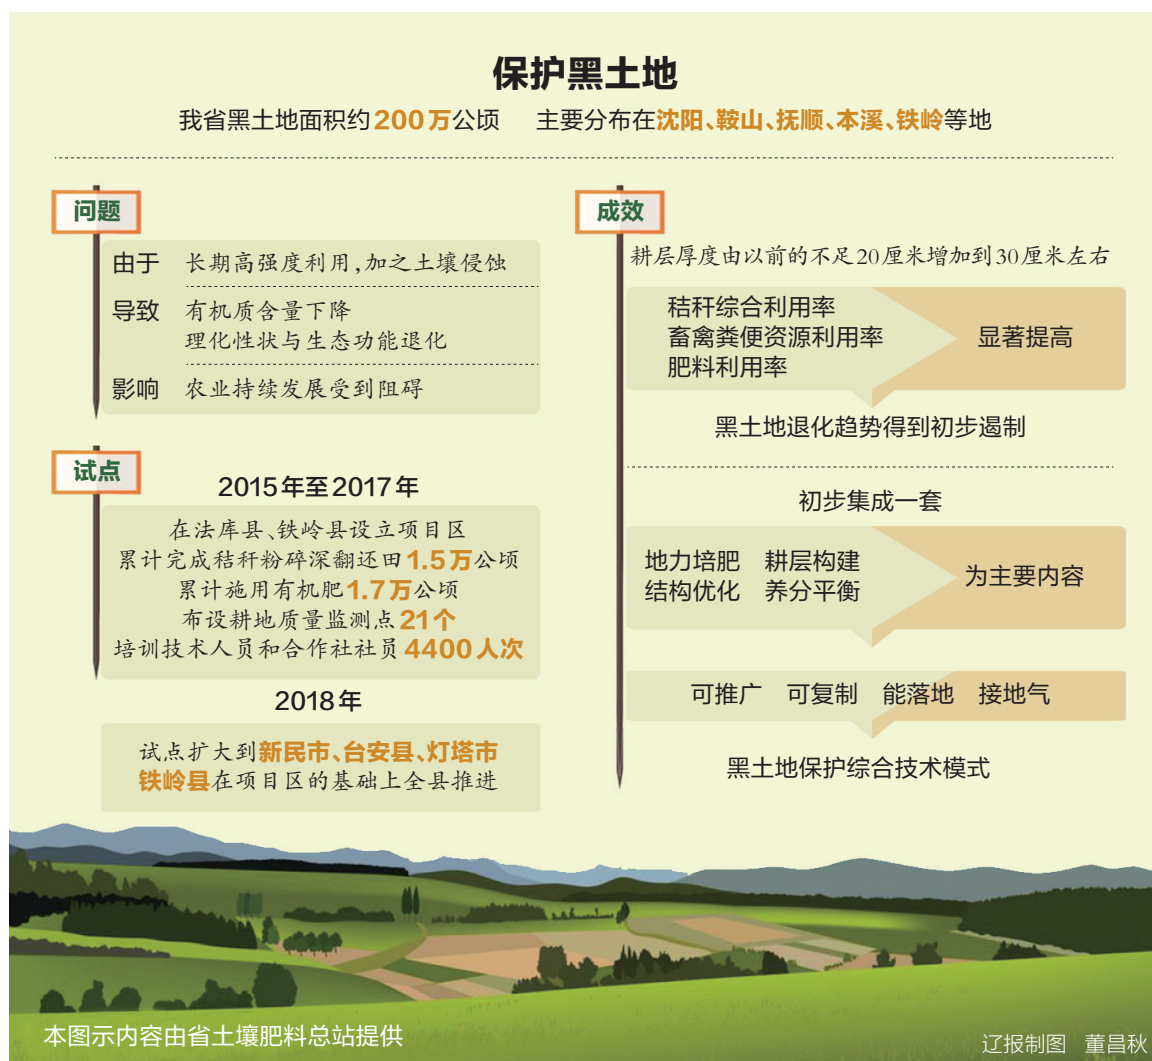 保护黑土地
我省黑土地面积约200万公顷 主要分布在沈阳、鞍山、抚顺、本溪、铁岭等地
问题
由于 长期高强度利用,加之土壤侵蚀
导致 有机质含量下降
理化性状与生态功能退化
影响 农业持续发展受到阻碍
试点
2015年至2017年
在法库县、铁岭县设立项目区
累计完成秸秆粉碎深翻还田1.5万公顷
累计施用有机肥1.7万公顷
布设耕地质量监测点21个
培训技术人员和合作社社员4400人次
2018年
试点扩大到新民市、台安县、灯塔市
铁岭县在项目区的基础上全县推进
成效
耕层厚度由以前的不足20厘米增加到30厘米左右
秸秆综合利用率
畜禽粪便资源利用率
肥料利用率
显著提高
黑土地退化趋势得到初步遏制
初步集成一套
地力培肥 耕层构建
结构优化 养分平衡
为主要内容
可推广 可复制 能落地 接地气
黑土地保护综合技术模式
本图示内容由省土壤肥料总站提供
辽报制图 董昌秋